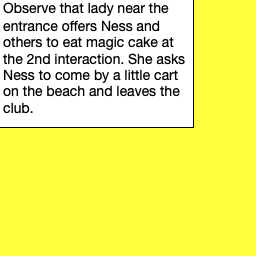 Observe that lady near the
entrance offers Ness and
others to eat magic cake at
the 2nd interaction. She asks
Ness to come by a little cart
on the beach and leaves the
club.